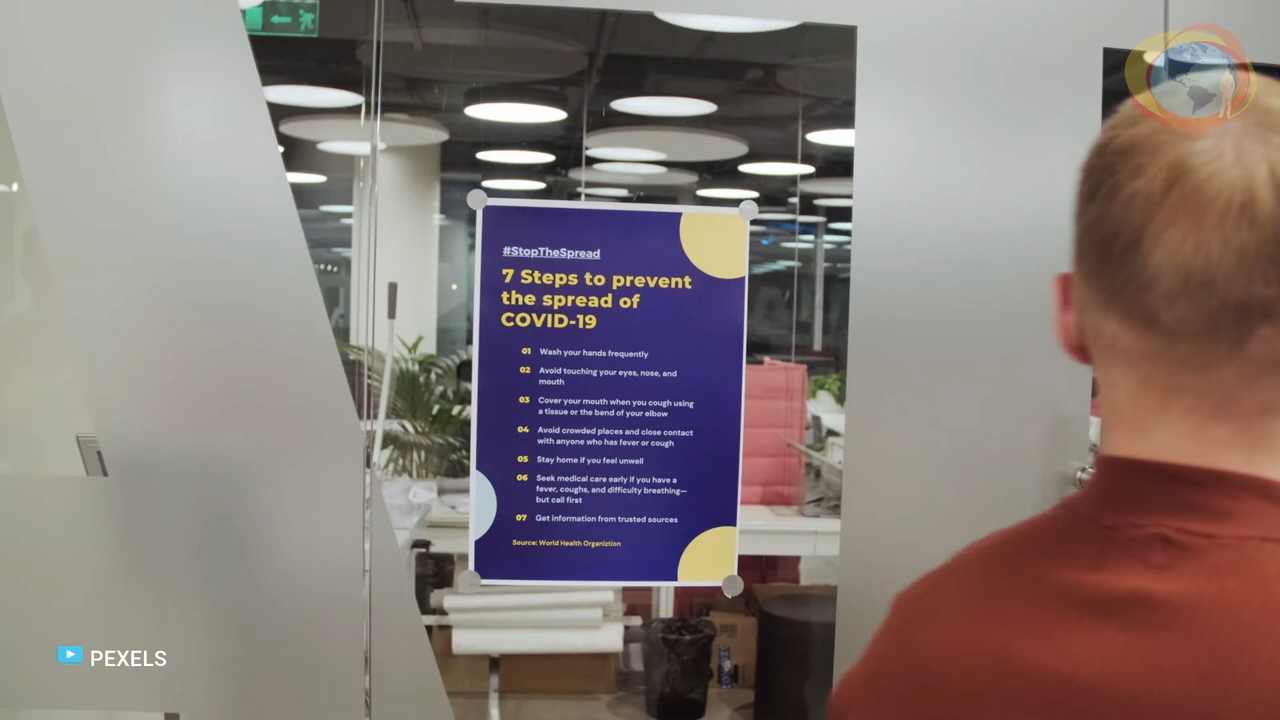 #StopTheSpread
7 Steps to prevent
the spread of
COVID-19
01 Wash your hands frequently
02 Avoid touching your eyes, nose, and
mouth
03 Cover your mouth when you cough using
a tissue or the bend of your elbow
04 Avoid crowded places and close contact
with anyone who has fever or cough
05 Stay home if you feel unwell
06 Seek medical care early if you have a
fever, coughs, and difficulty breathing—
but call first
07 Get information from trusted sources
Source: World Health Organiztion
PEXELS